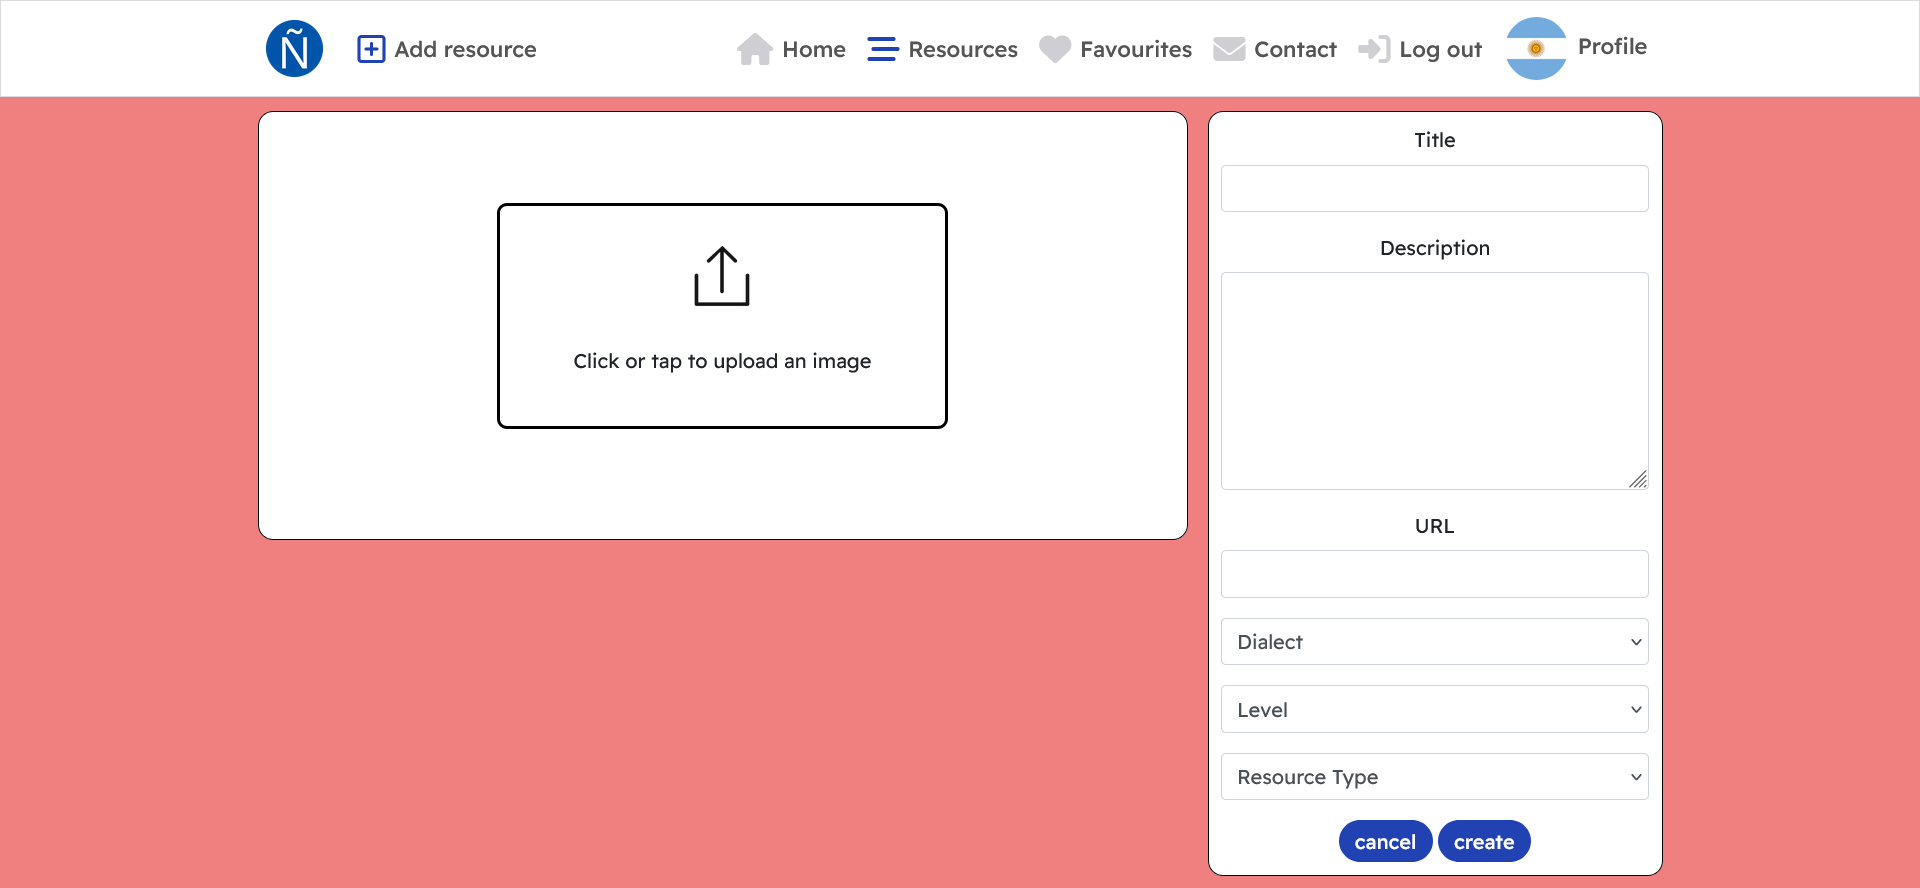 Ñ
Add resource
Home
Resources
Favourites
Contact
Log out
Profile
Click or tap to upload an image
Title
Description
URL
Dialect
Level
Resource Type
cancel
create